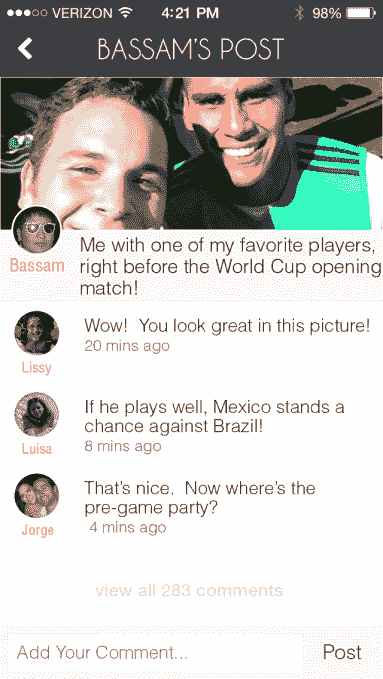 VERIZON 4:21 PM 98%
BASSAM'S POST
Bassam
Me with one of my favorite players,
right before the World Cup opening
match!
Lissy
Wow! You look great in this picture!
20 mins ago
Luisa
If he plays well, Mexico stands a
chance against Brazil!
8 mins ago
Jorge
That's nice. Now where's the
pre-game party?
4 mins ago
view all 283 comments
Add Your Comment... Post